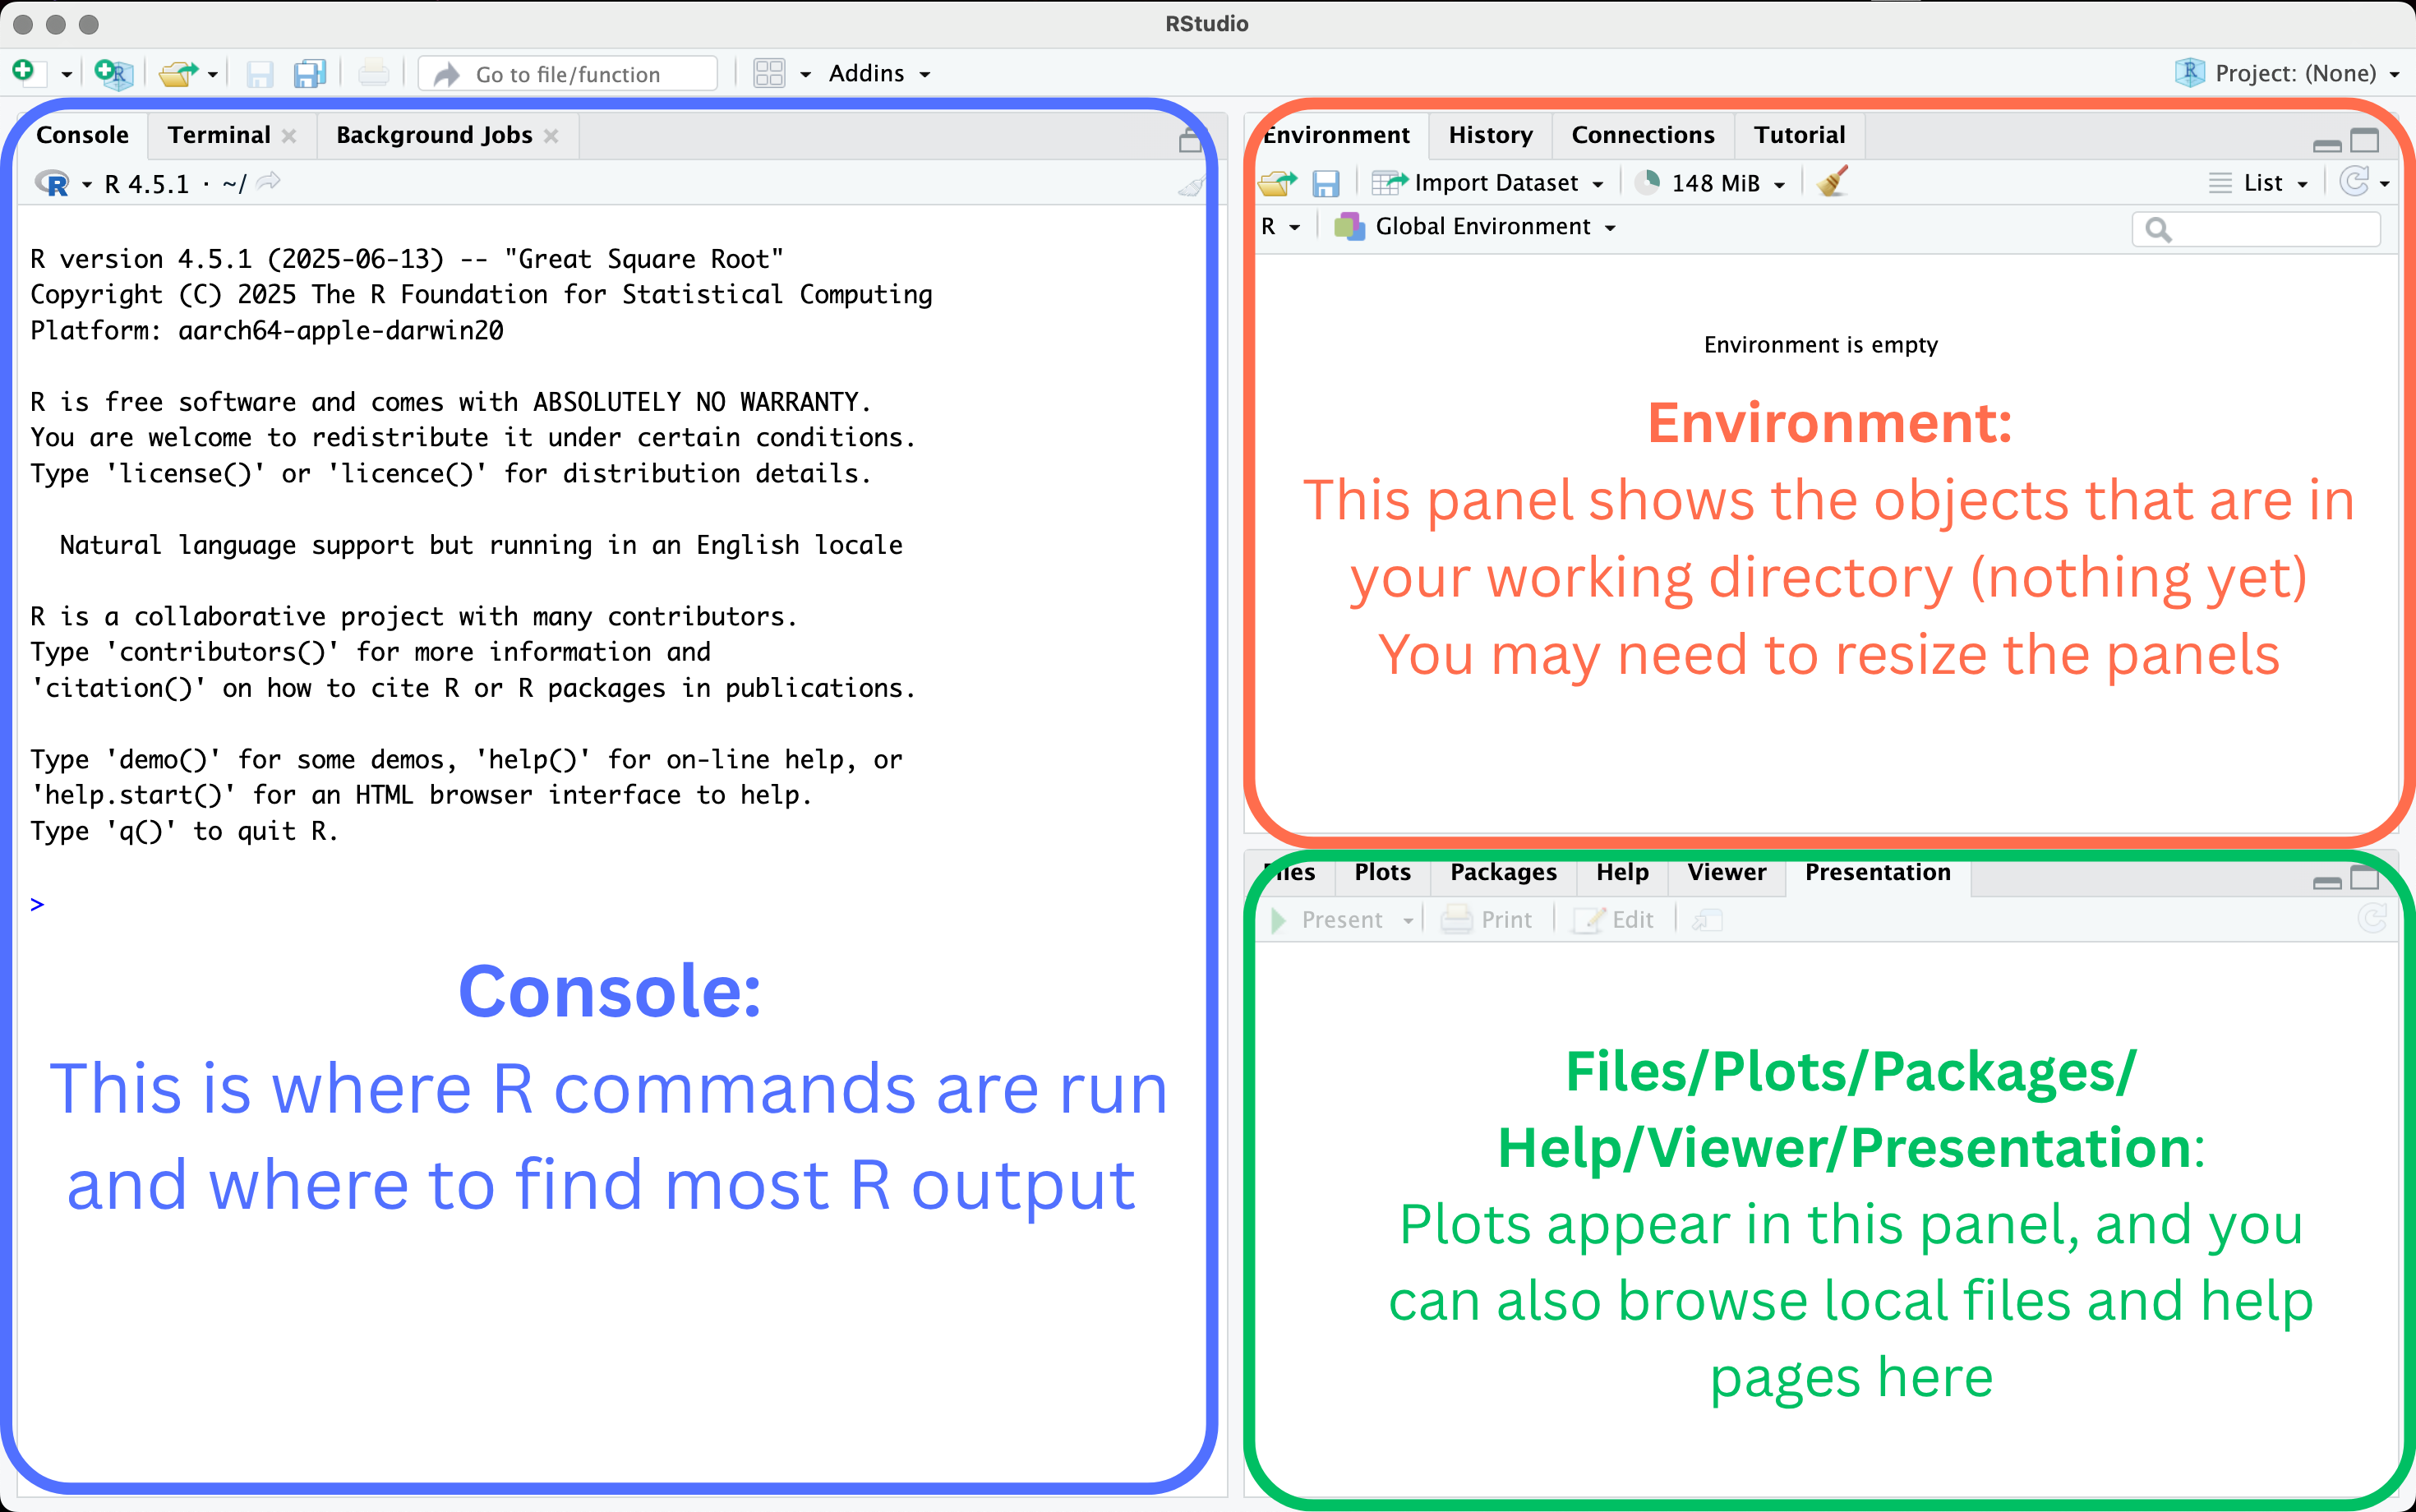 RStudio
Go to file/function
Addins
Project: (None)
Console
Terminal
Background Jobs
R 4.5.1 · ~/
R version 4.5.1 (2025-06-13) -- "Great Square Root"
Copyright (C) 2025 The R Foundation for Statistical Computing
Platform: aarch64-apple-darwin20
R is free software and comes with ABSOLUTELY NO WARRANTY.
You are welcome to redistribute it under certain conditions.
Type 'license()' or 'licence()' for distribution details.
Natural language support but running in an English locale
R is a collaborative project with many contributors.
Type 'contributors()' for more information and
'citation()' on how to cite R or R packages in publications.
Type 'demo()' for some demos, 'help()' for on-line help, or
'help.start()' for an HTML browser interface to help.
Type 'q()' to quit R.
>
Console:
This is where R commands are run
and where to find most R output
Environment
History
Connections
Tutorial
Import Dataset
148 MiB
List
R
Global Environment
Environment is empty
Environment:
This panel shows the objects that are in
your working directory (nothing yet)
You may need to resize the panels
Files
Plots
Packages
Help
Viewer
Presentation
Present
Print
Edit
Files/Plots/Packages/
Help/Viewer/Presentation:
Plots appear in this panel, and you
can also browse local files and help
pages here